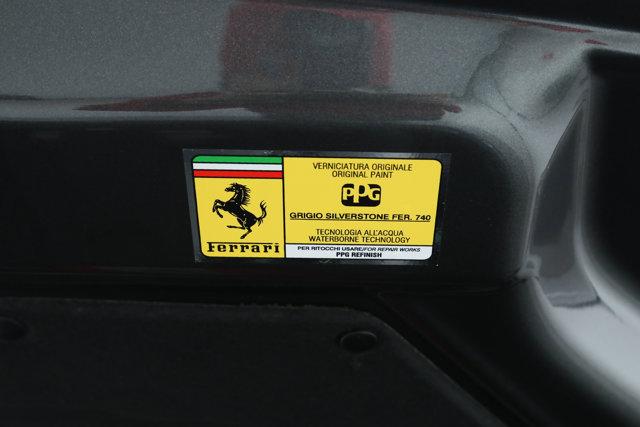 VERNICIATURA ORIGINALE
ORIGINAL PAINT
PPG
GRIGIO SILVERSTONE FER. 740
TECNOLOGIA ALL'ACQUA
WATERBORNE TECHNOLOGY
PER RITOCCHI USARE/FOR REPAIR WORKS
PPG REFINISH
Ferrari